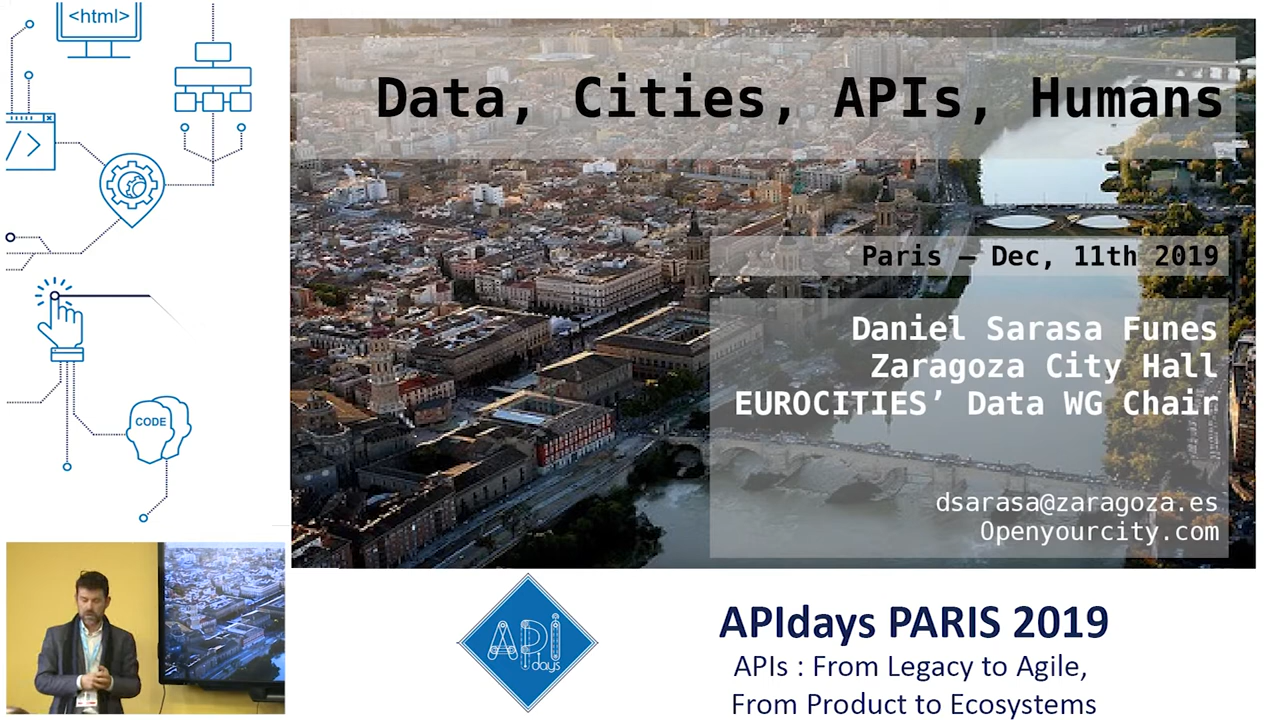 <html>
</>
CODE
Data, Cities, APIs, Humans
Paris – Dec, 11th 2019
Daniel Sarasa Funes
Zaragoza City Hall
EUROCITIES’ Data WG Chair
dsarasa@zaragoza.es
Openyourcity.com
API
days
APIdays PARIS 2019
APIs : From Legacy to Agile,
From Product to Ecosystems